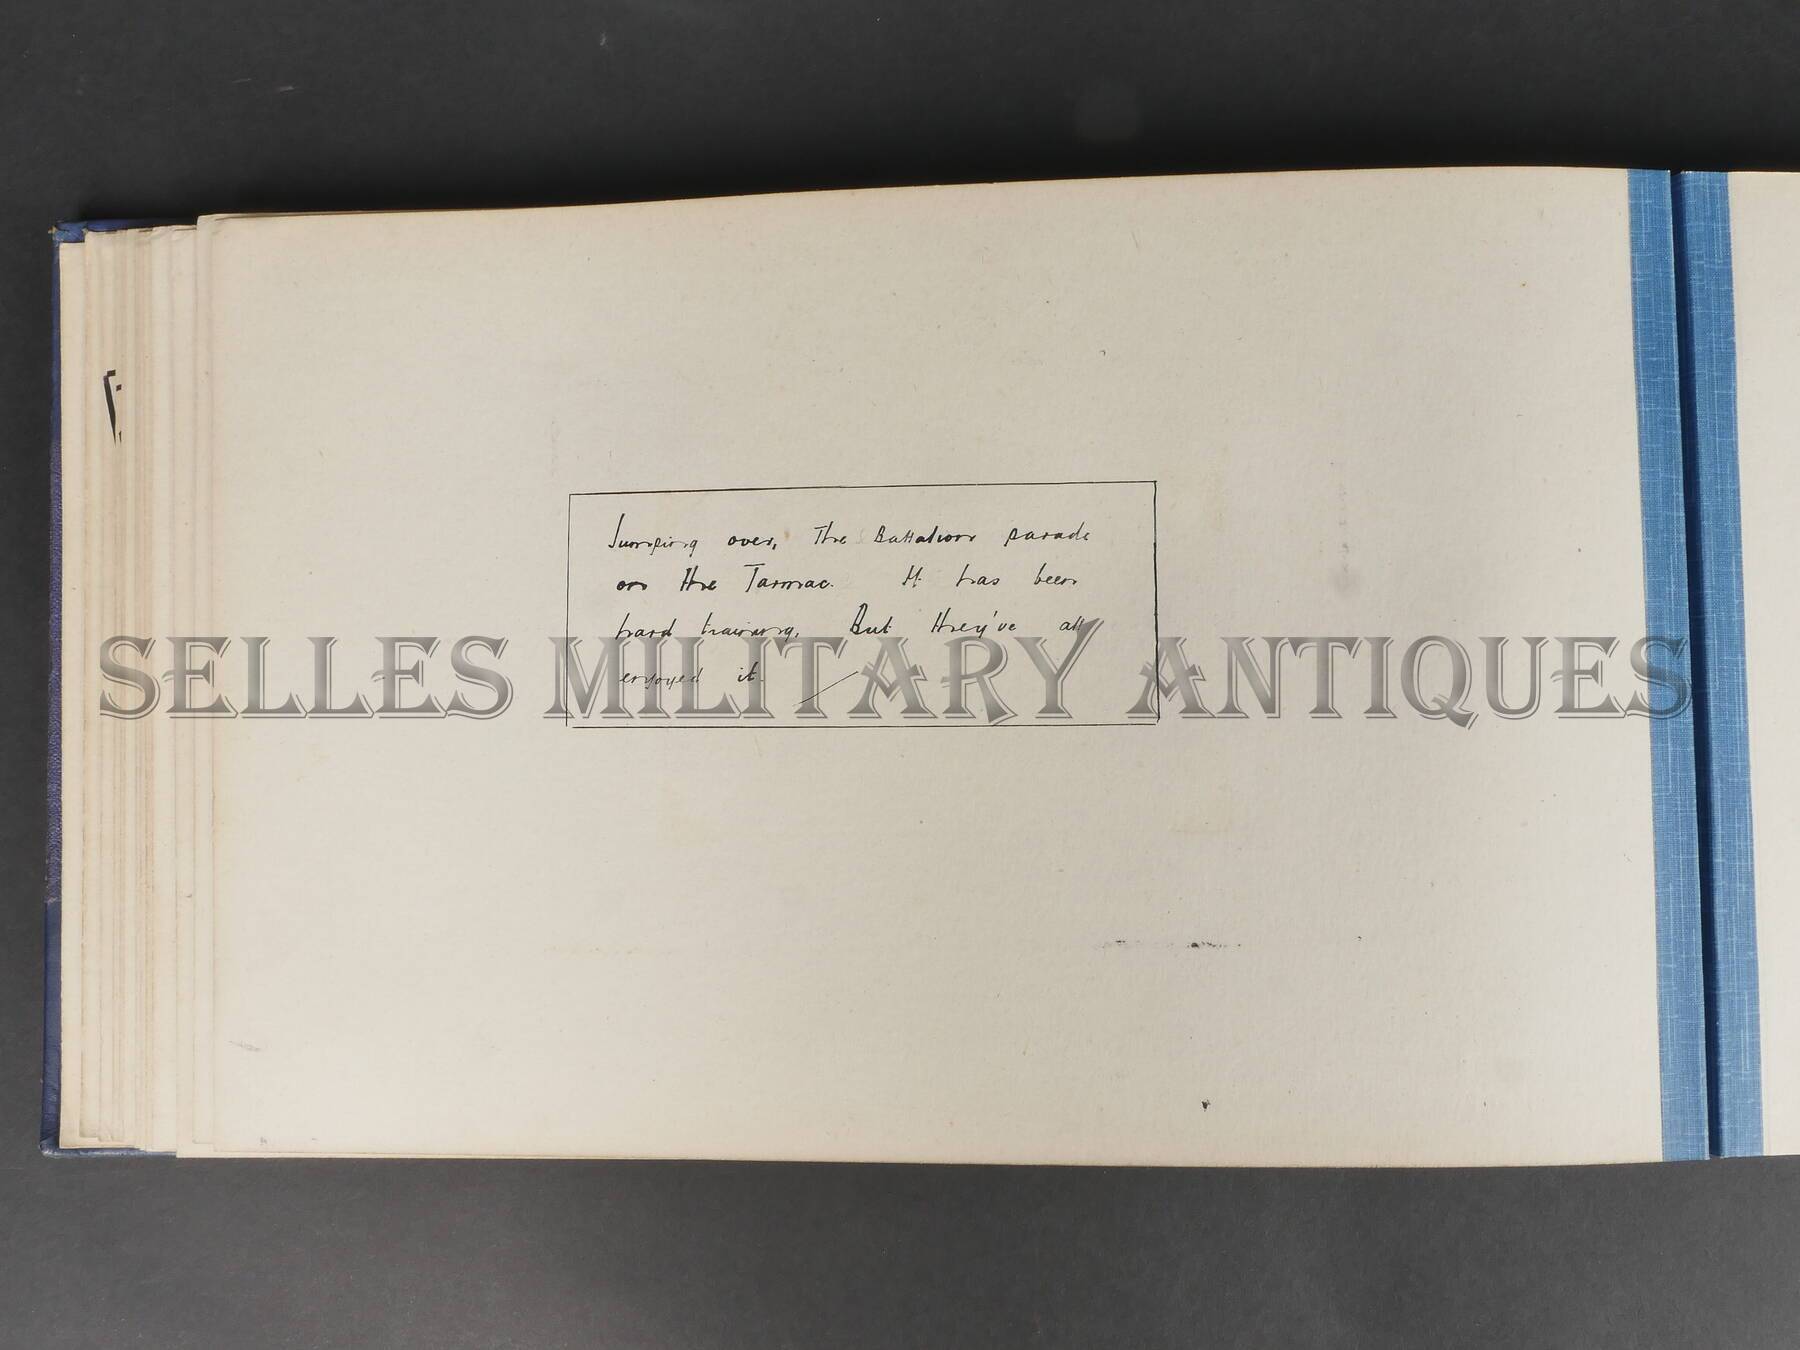 Jumping over, the Battalion parade
on the Tarmac. It has been
hard training, But they've all
enjoyed it.
SELLES MILITARY ANTIQUES